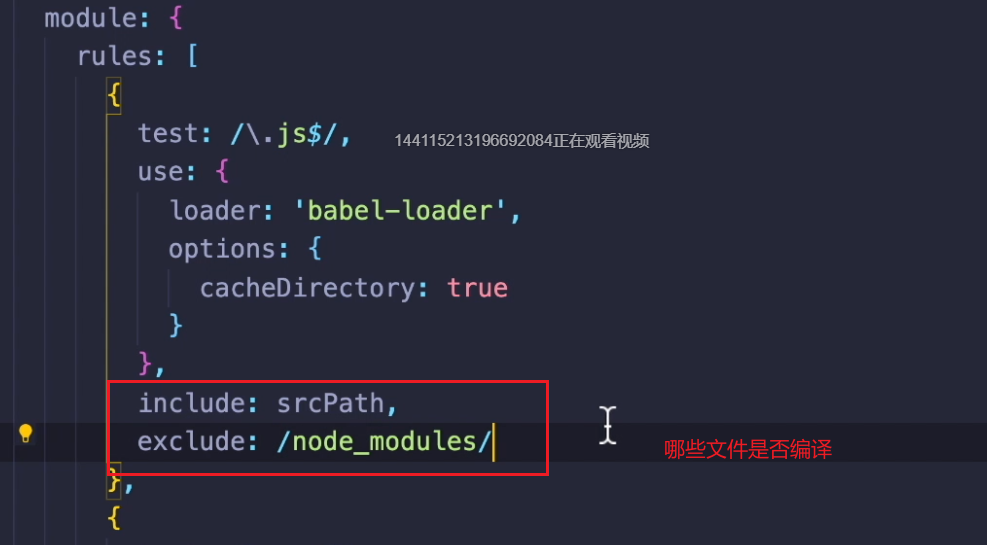 module: {
rules: [
{
test: /\.js$/,
144115213196692084正在观看视频
use: {
loader: 'babel-loader',
options: {
cacheDirectory: true
}
},
include: srcPath,
exclude: /node_modules/
哪些文件是否编译
},
{